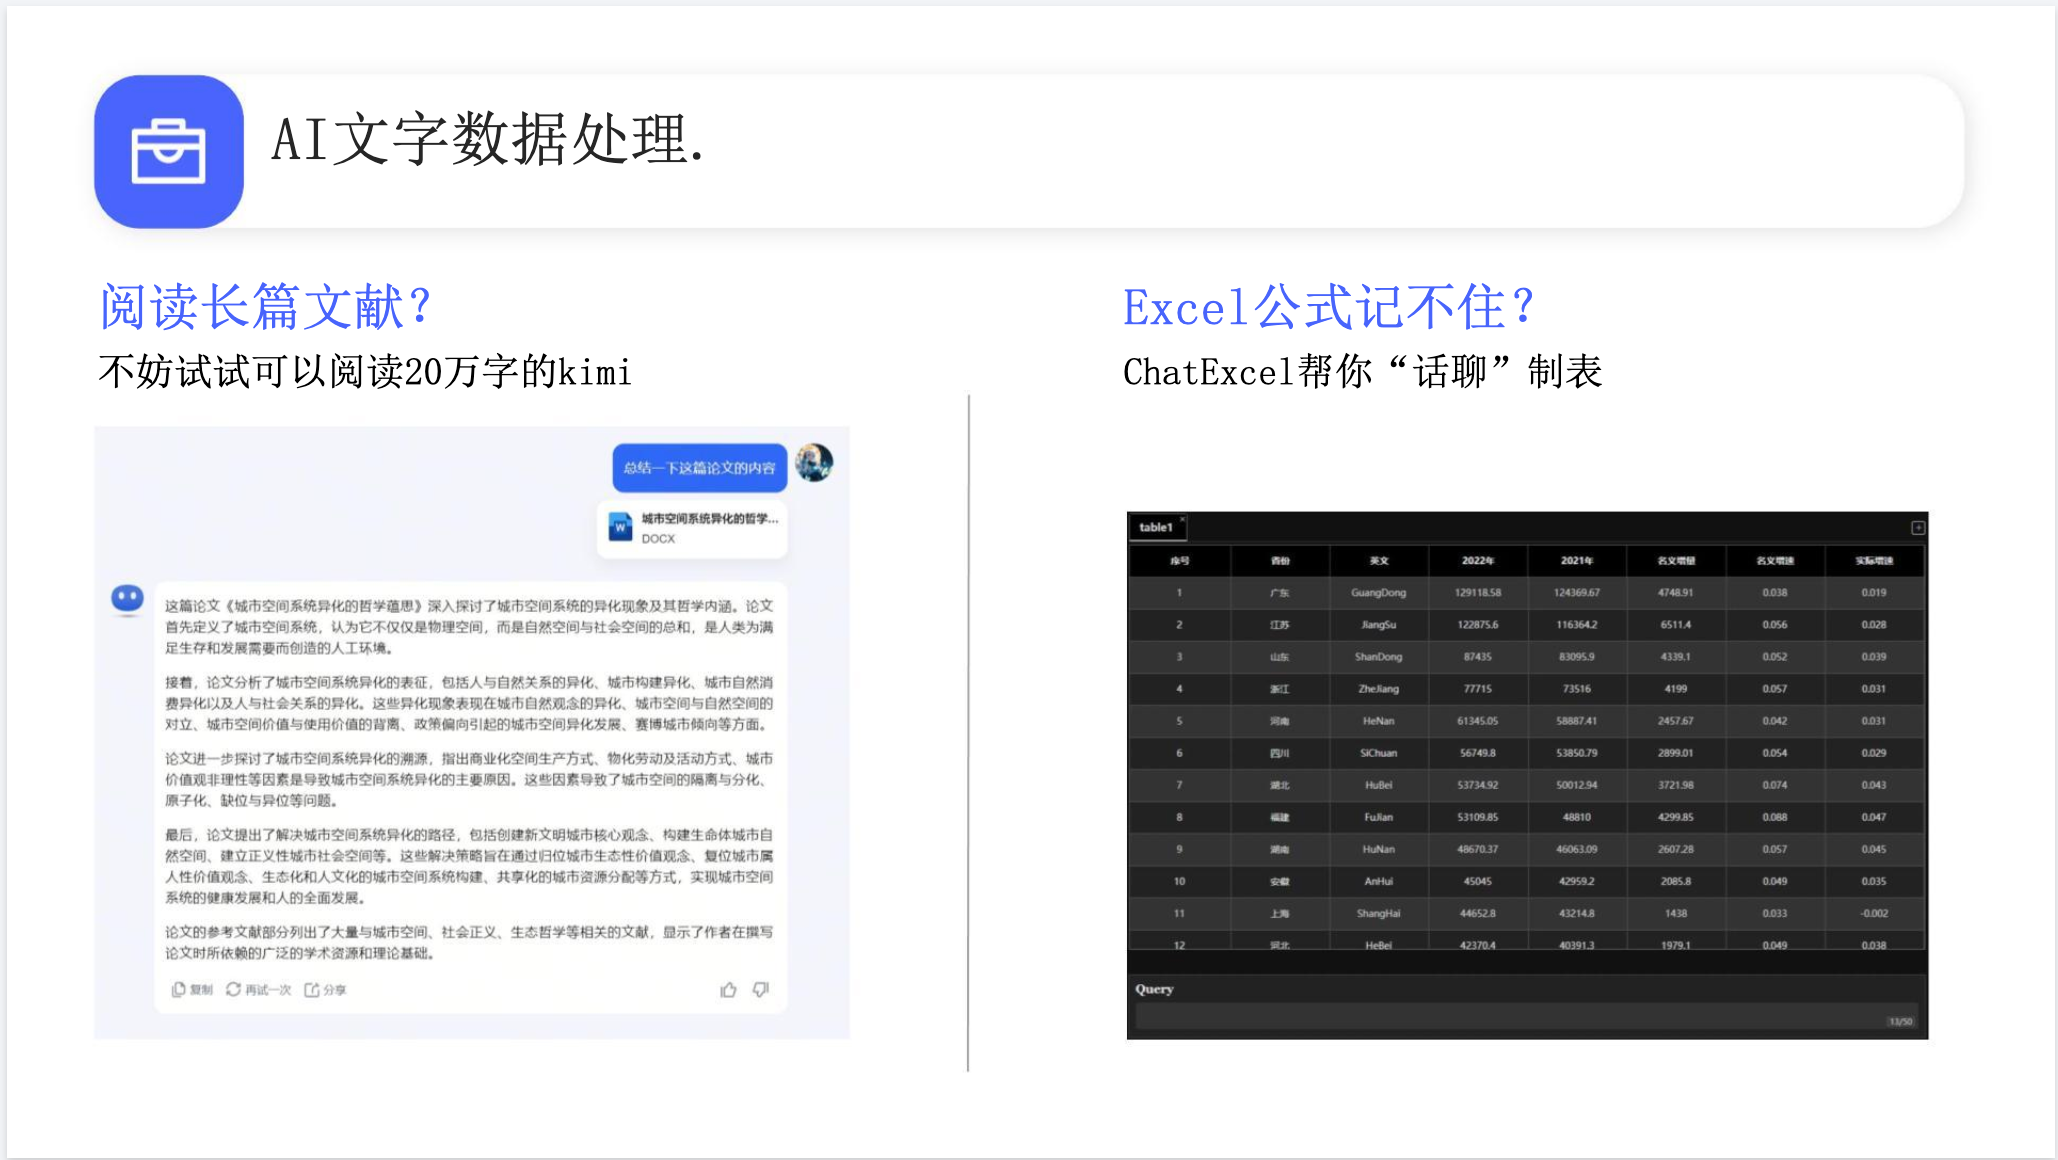 AI文字数据处理.
阅读长篇文献？
不妨试试可以阅读20万字的kimi
总结一下这篇论文的内容
城市空间系统异化的哲学...
DOCX
这篇论文《城市空间系统异化的哲学蕴思》深入探讨了城市空间系统的异化现象及其哲学内涵。论文
首先定义了城市空间系统，认为它不仅仅是物理空间，而是自然空间与社会空间的总和，是人类为满
足生存和发展需要而创造的人工环境。
接着，论文分析了城市空间系统异化的表征，包括人与自然关系的异化、城市构建异化、城市自然消
费异化以及人与社会关系的异化。这些异化现象表现在城市自然观念的异化、城市空间与自然空间的
对立、城市空间价值与使用价值的背离、政策偏向引起的城市空间异化发展、赛博城市倾向等方面。
论文进一步探讨了城市空间系统异化的溯源，指出商业化空间生产方式、物化劳动及活动方式、城市
价值观非理性等因素是导致城市空间系统异化的主要原因。这些因素导致了城市空间的隔离与分化、
原子化、缺位与异位等问题。
最后，论文提出了解决城市空间系统异化的路径，包括创建新文明城市核心观念、构建生命体城市自
然空间、建立正义性城市社会空间等。这些解决策略旨在通过归位城市生态性价值观念、复位城市属
人性价值观念、生态化和人文化的城市空间系统构建、共享化的城市资源分配等方式，实现城市空间
系统的健康发展和人的全面发展。
论文的参考文献部分列出了大量与城市空间、社会正义、生态哲学等相关的文献，显示了作者在撰写
论文时所依赖的广泛的学术资源和理论基础。
复制 再试一次 分享
Excel公式记不住？
ChatExcel帮你“话聊”制表
table1
序号 省份 英文 2022年 2021年 名义增量 名义增速 实际增速
1 广东 GuangDong 129118.58 124369.67 4748.91 0.038 0.019
2 江苏 JiangSu 122875.6 116364.2 6511.4 0.056 0.028
3 山东 ShanDong 87435 83095.9 4339.1 0.052 0.039
4 浙江 ZheJiang 77715 73516 4199 0.057 0.031
5 河南 HeNan 61345.05 58887.41 2457.67 0.042 0.031
6 四川 SiChuan 56749.8 53850.79 2899.01 0.054 0.029
7 湖北 HuBei 53734.92 50012.94 3721.98 0.074 0.043
8 福建 FuJian 53109.85 48810 4299.85 0.088 0.047
9 湖南 HuNan 48670.37 46063.09 2607.28 0.057 0.045
10 安徽 AnHui 45045 42959.2 2085.8 0.049 0.035
11 上海 ShangHai 44652.8 43214.8 1438 0.033 -0.002
12 河北 HeBei 42370.4 40391.3 1979.1 0.049 0.038
Query
13/50